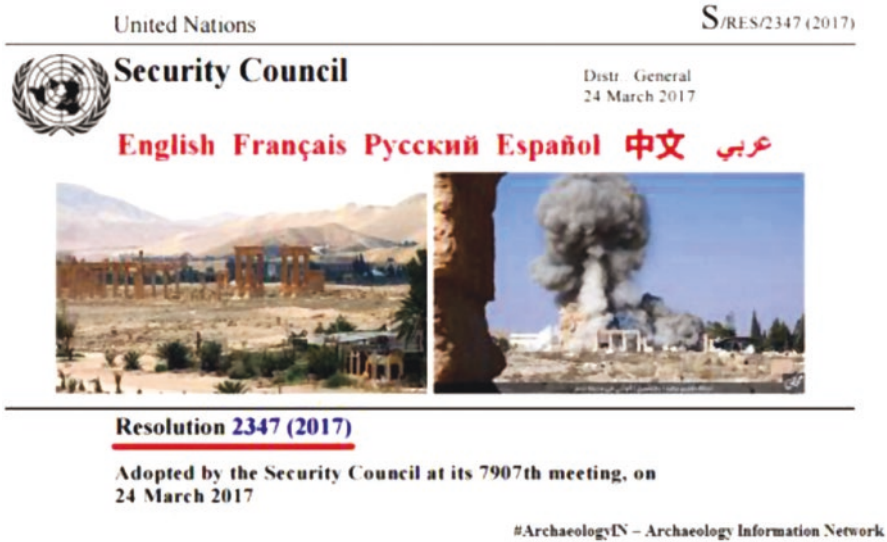 United Nations
S/RES/2347 (2017)
Security Council
Distr.: General
24 March 2017
English Français Русский Español 中文 عربي
Resolution 2347 (2017)
Adopted by the Security Council at its 7907th meeting, on
24 March 2017
#ArchaeologyIN – Archaeology Information Network